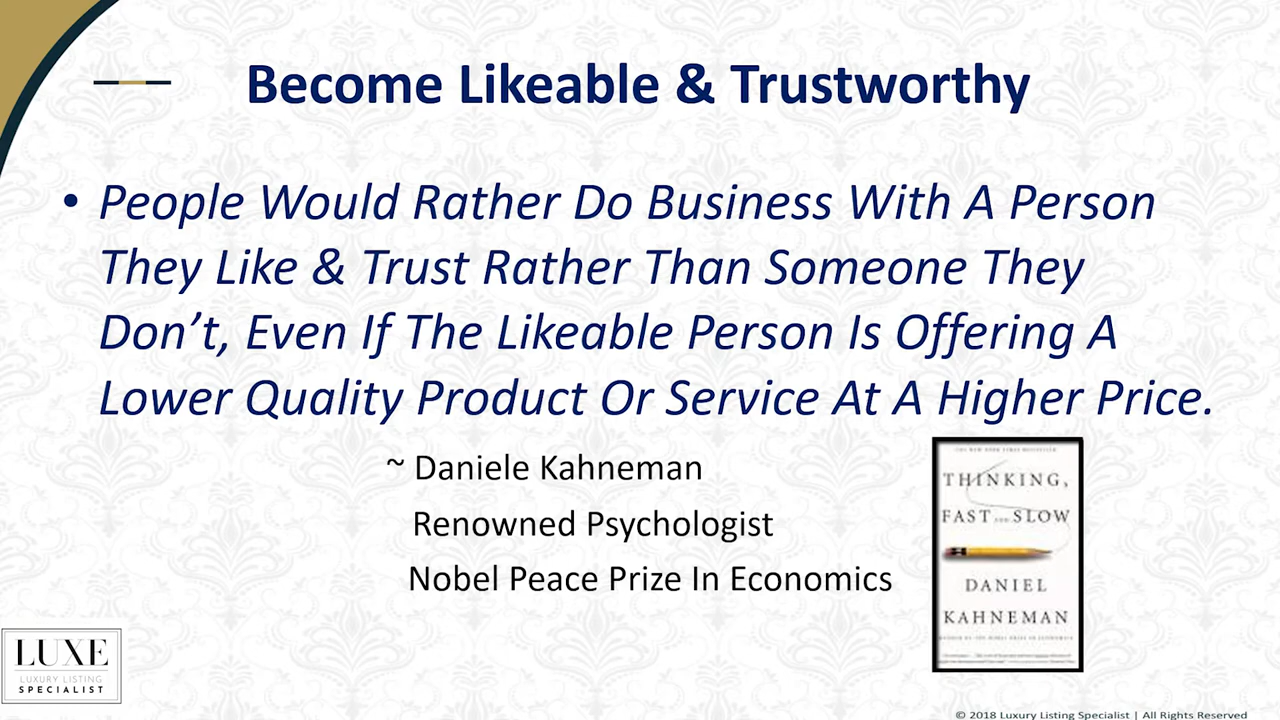 Become Likeable & Trustworthy
• People Would Rather Do Business With A Person
They Like & Trust Rather Than Someone They
Don’t, Even If The Likeable Person Is Offering A
Lower Quality Product Or Service At A Higher Price.
~ Daniele Kahneman
Renowned Psychologist
Nobel Peace Prize In Economics
THINKING,
FAST AND SLOW
DANIEL
KAHNEMAN
LUXE
LUXURY LISTING
SPECIALIST
© 2018 Luxury Listing Specialist | All Rights Reserved